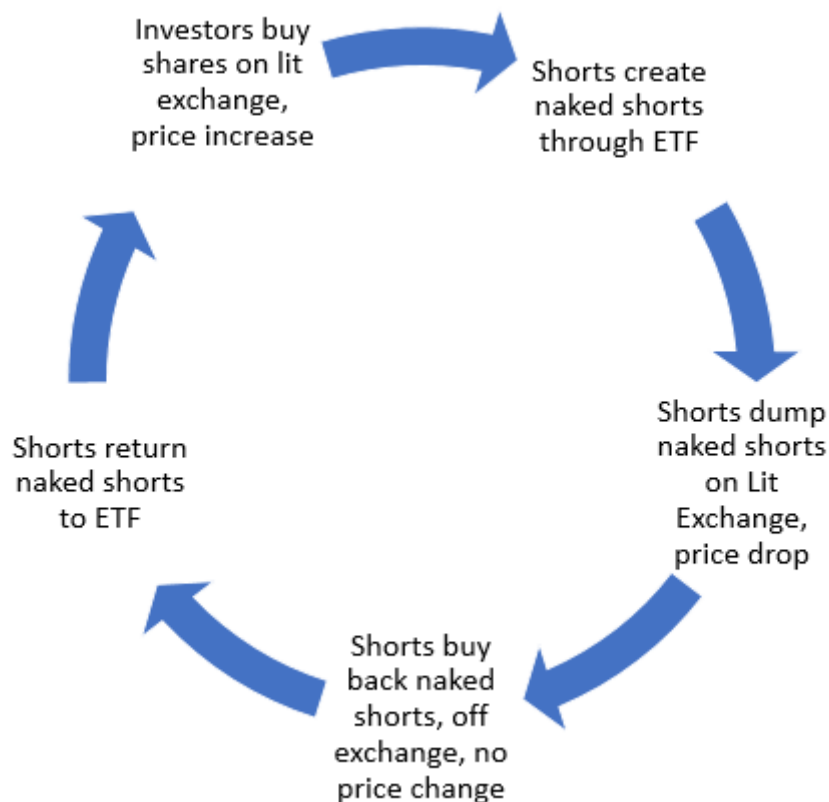 Investors buy
shares on lit
exchange,
price increase
Shorts create
naked shorts
through ETF
Shorts dump
naked shorts
on Lit
Exchange,
price drop
Shorts buy
back naked
shorts, off
exchange, no
price change
Shorts return
naked shorts
to ETF